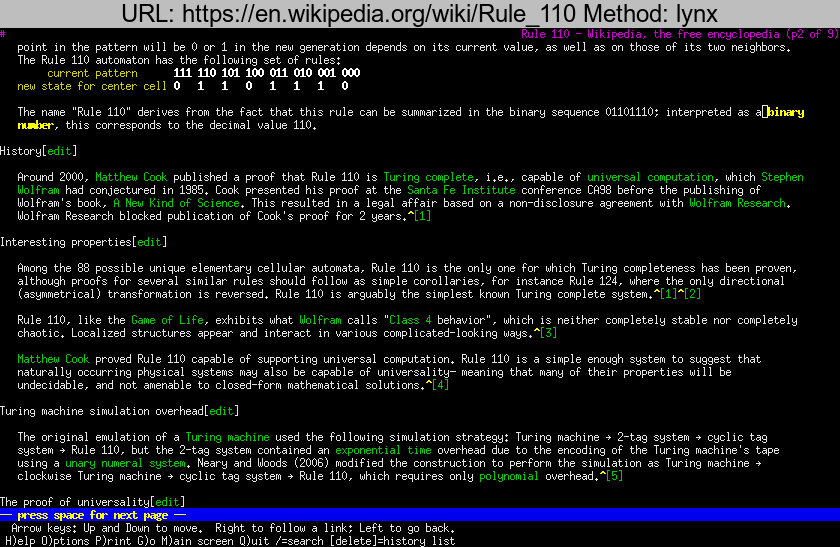 URL: https://en.wikipedia.org/wiki/Rule_110 Method: lynx
# Rule 110 - Wikipedia, the free encyclopedia (p2 of 9)
point in the pattern will be 0 or 1 in the new generation depends on its current value, as well as on those of its two neighbors.
The Rule 110 automaton has the following set of rules:
current pattern 111 110 101 100 011 010 001 000
new state for center cell 0 1 1 0 1 1 1 0
The name "Rule 110" derives from the fact that this rule can be summarized in the binary sequence 01101110; interpreted as a binary
number, this corresponds to the decimal value 110.
History[edit]
Around 2000, Matthew Cook published a proof that Rule 110 is Turing complete, i.e., capable of universal computation, which Stephen
Wolfram had conjectured in 1985. Cook presented his proof at the Santa Fe Institute conference CA98 before the publishing of
Wolfram's book, A New Kind of Science. This resulted in a legal affair based on a non-disclosure agreement with Wolfram Research.
Wolfram Research blocked publication of Cook's proof for 2 years.^[1]
Interesting properties[edit]
Among the 88 possible unique elementary cellular automata, Rule 110 is the only one for which Turing completeness has been proven,
although proofs for several similar rules should follow as simple corollaries, for instance Rule 124, where the only directional
(asymmetrical) transformation is reversed. Rule 110 is arguably the simplest known Turing complete system.^[1]^[2]
Rule 110, like the Game of Life, exhibits what Wolfram calls "Class 4 behavior", which is neither completely stable nor completely
chaotic. Localized structures appear and interact in various complicated-looking ways.^[3]
Matthew Cook proved Rule 110 capable of supporting universal computation. Rule 110 is a simple enough system to suggest that
naturally occurring physical systems may also be capable of universality— meaning that many of their properties will be
undecidable, and not amenable to closed-form mathematical solutions.^[4]
Turing machine simulation overhead[edit]
The original emulation of a Turing machine used the following simulation strategy: Turing machine → 2-tag system → cyclic tag
system → Rule 110, but the 2-tag system contained an exponential time overhead due to the encoding of the Turing machine's tape
using a unary numeral system. Neary and Woods (2006) modified the construction to perform the simulation as Turing machine →
clockwise Turing machine → cyclic tag system → Rule 110, which requires only polynomial overhead.^[5]
The proof of universality[edit]
-- press space for next page --
Arrow keys: Up and Down to move. Right to follow a link; Left to go back.
H)elp O)ptions P)rint G)o M)ain screen Q)uit /=search [delete]=history list